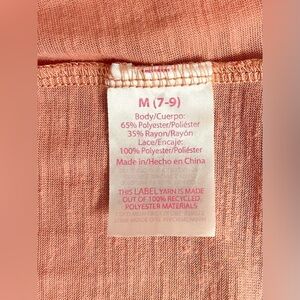 M (7-9)
Body/Cuerpo:
65% Polyester/Poliéster
35% Rayon/Rayón
Lace/Encaje:
100% Polyester/Poliéster
Made in/Hecho en China
THIS LABEL YARN IS MADE
OUT OF 100% RECYCLED
POLYESTER MATERIALS